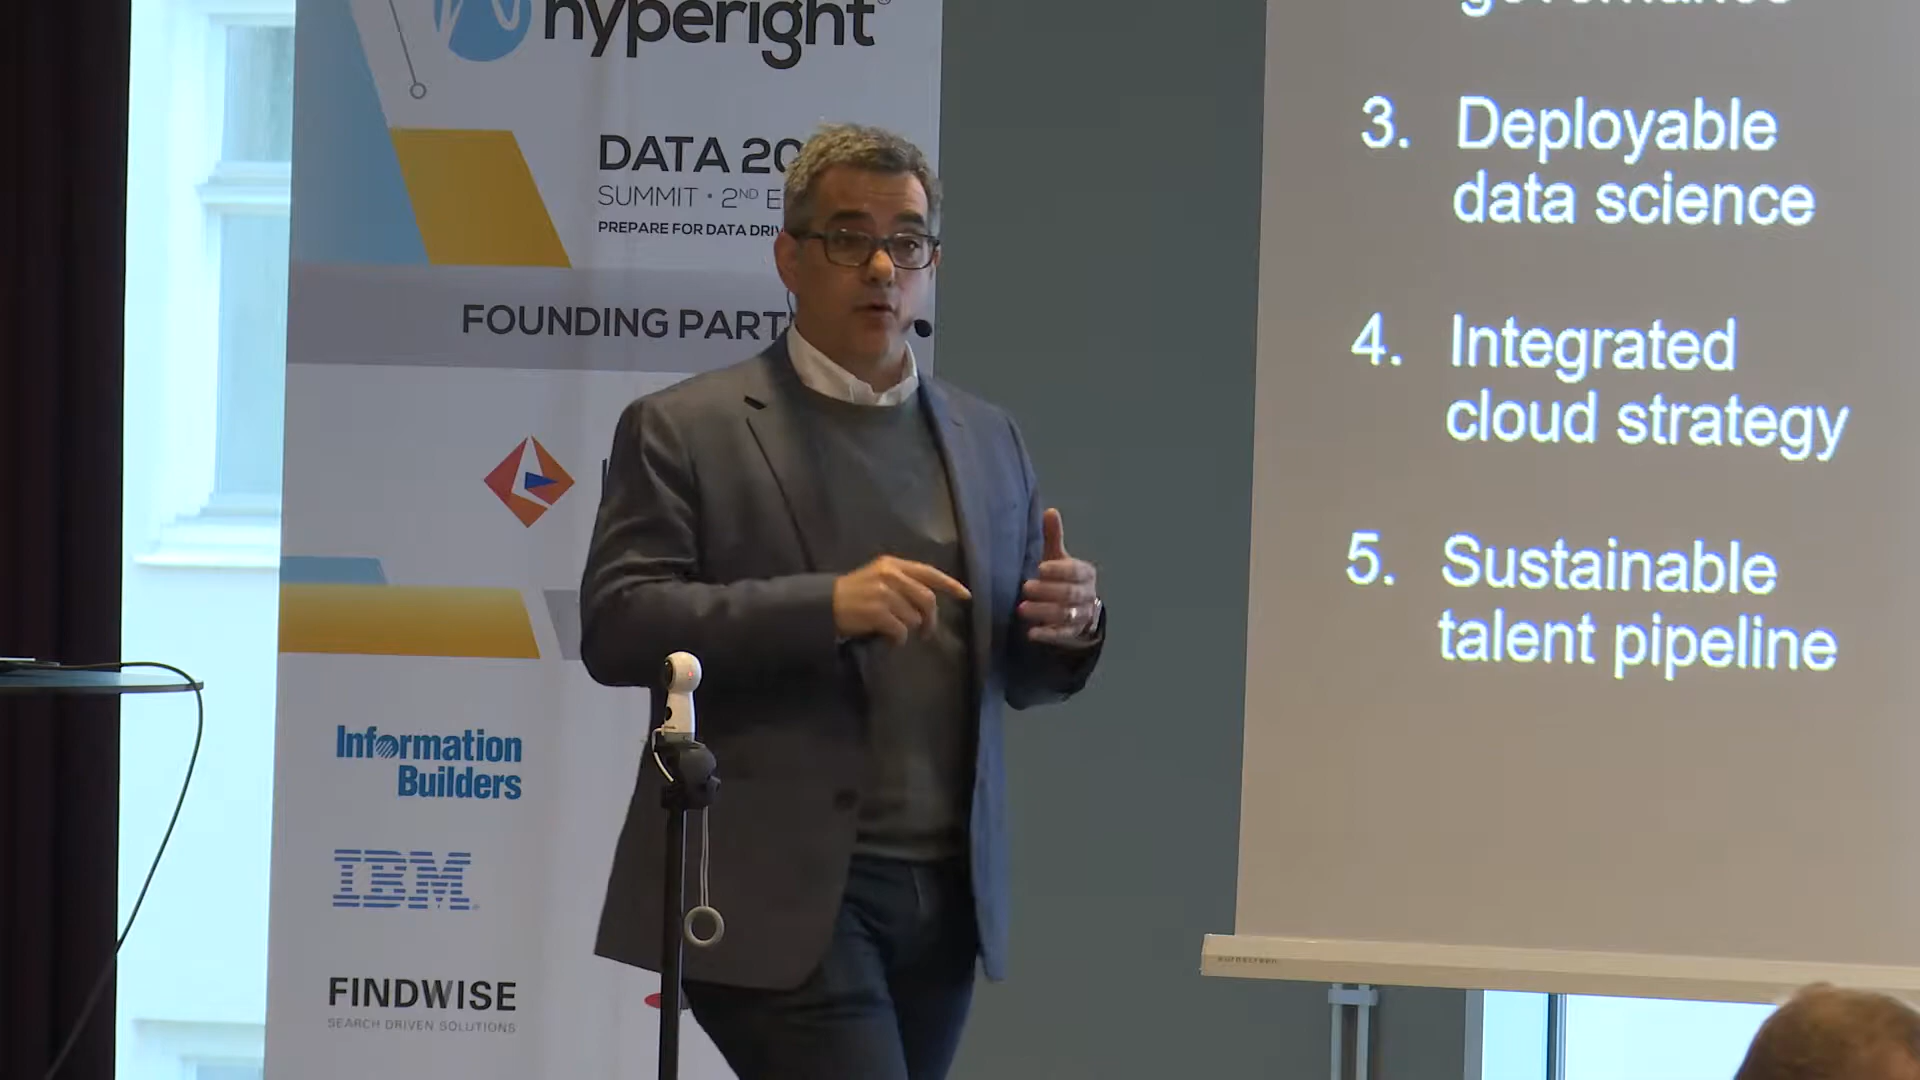 hyperight
DATA 20
SUMMIT • 2ND E
PREPARE FOR DATA DRIV
FOUNDING PART
Information
Builders
IBM
FINDWISE
SEARCH DRIVEN SOLUTIONS
governance
3. Deployable
data science
4. Integrated
cloud strategy
5. Sustainable
talent pipeline